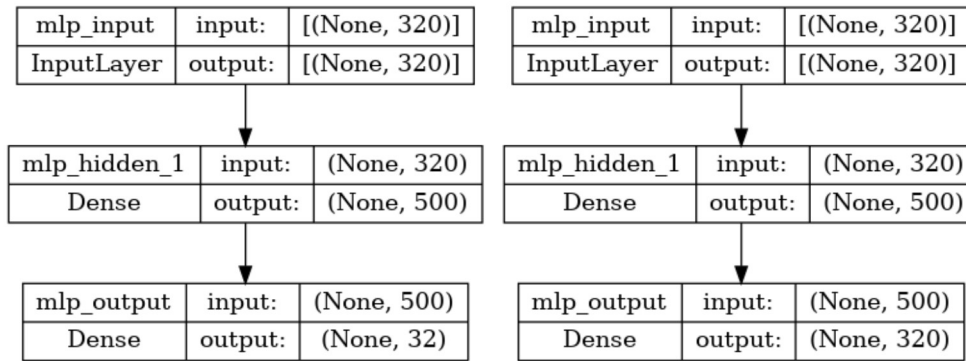 mlp_input input: [(None, 320)]
InputLayer output: [(None, 320)]
mlp_hidden_1 input: (None, 320)
Dense output: (None, 500)
mlp_output input: (None, 500)
Dense output: (None, 32)
mlp_input input: [(None, 320)]
InputLayer output: [(None, 320)]
mlp_hidden_1 input: (None, 320)
Dense output: (None, 500)
mlp_output input: (None, 500)
Dense output: (None, 320)